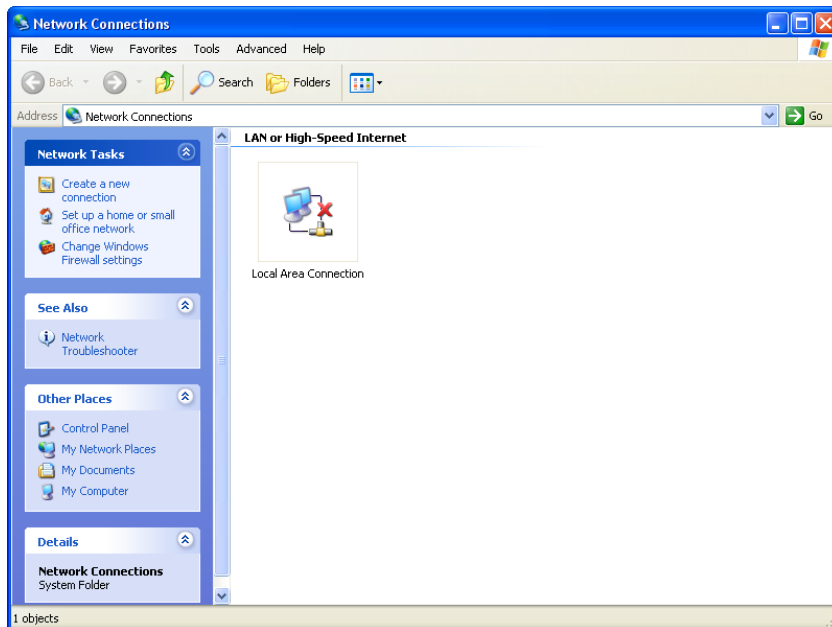 Network Connections
File Edit View Favorites Tools Advanced Help
Back Search Folders
Address Network Connections Go
Network Tasks
Create a new
connection
Set up a home or small
office network
Change Windows
Firewall settings
See Also
Network
Troubleshooter
Other Places
Control Panel
My Network Places
My Documents
My Computer
Details
Network Connections
System Folder
LAN or High-Speed Internet
Local Area Connection
1 objects